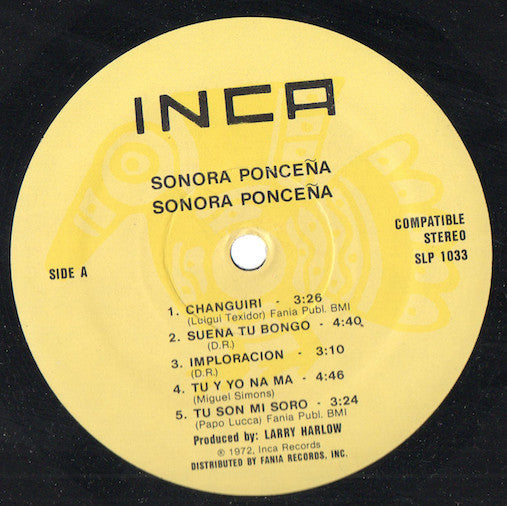 INCA
SONORA PONCEÑA
SONORA PONCEÑA
COMPATIBLE
STEREO
SLP 1033
SIDE A
1. CHANGUIRI - 3:26
(Loigui Texidor) Fania Publ. BMI
2. SUENA TU BONGO - 4:40
(D.R.)
3. IMPLORACION - 3:10
(D.R.)
4. TU Y YO NA MA - 4:46
(Miguel Simons)
5. TU SON MI SORO - 3:24
(Papo Lucca) Fania Publ. BMI
Produced by: LARRY HARLOW
℗ 1972, Inca Records
DISTRIBUTED BY FANIA RECORDS, INC.